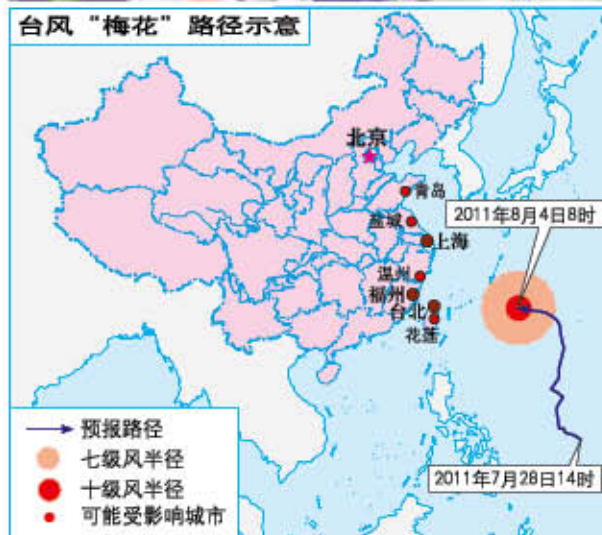 台风“梅花”路径示意
北京
青岛
2011年8月4日8时
盐城
上海
温州
福州
台北
花莲
预报路径
七级风半径
2011年7月28日14时
十级风半径
可能受影响城市